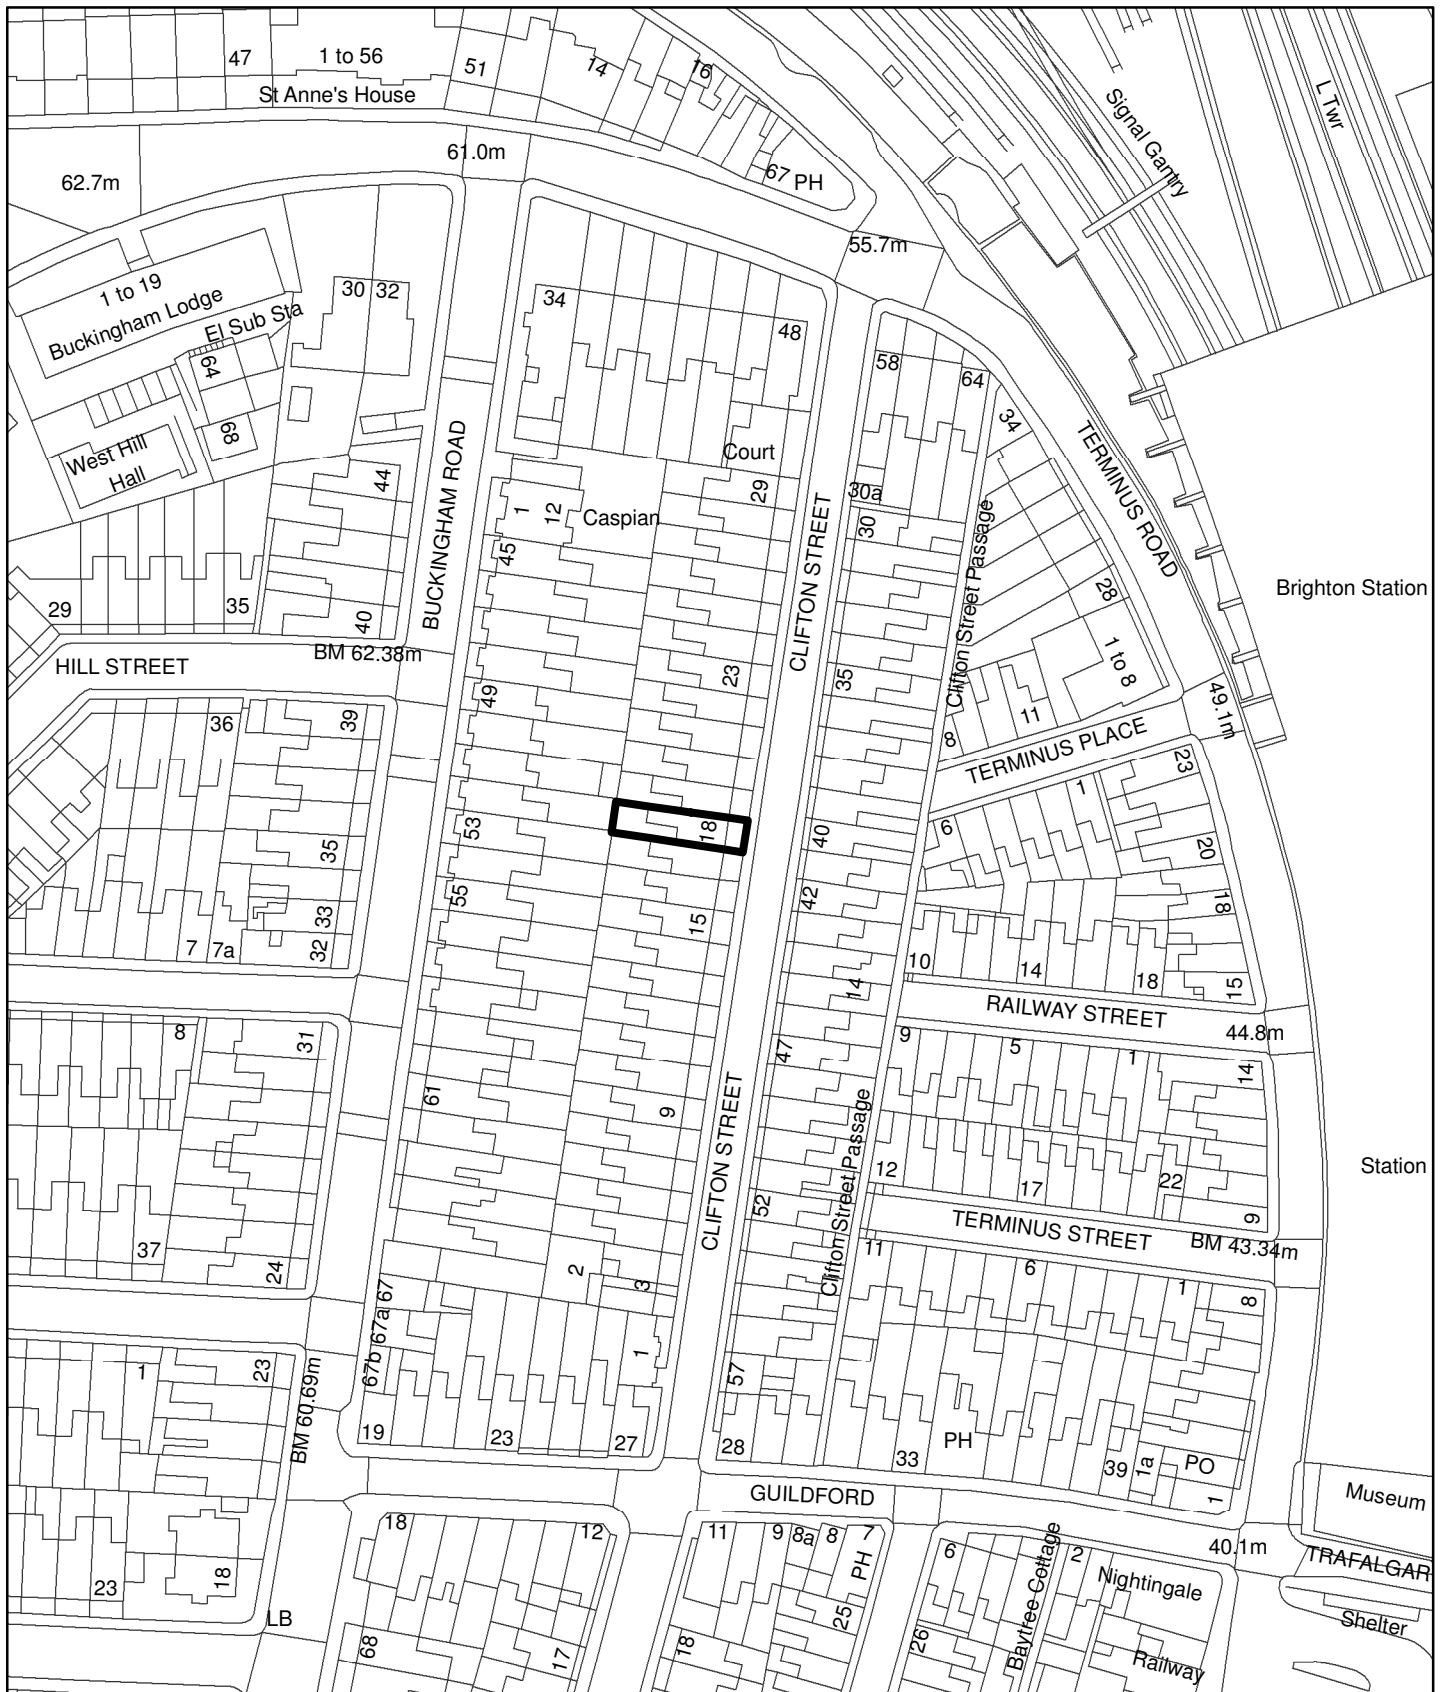 47
1 to 56
St Anne's House
51
14
16
67
PH
61.0m
62.7m
55.7m
Signal Gantry
L Twr
1 to 19
Buckingham Lodge
El Sub Sta
30
32
64
68
West Hill
Hall
44
40
29
35
BUCKINGHAM ROAD
HILL STREET
BM 62.38m
34
48
Court
29
1
12
Caspian
45
CLIFTON STREET
23
49
58
64
34
30a
30
Clifton Street Passage
TERMINUS ROAD
28
1 to 8
11
8
35
49.1m
Brighton Station
TERMINUS PLACE
36
39
35
33
32
7
7a
53
55
18
15
40
42
14
47
6
1
23
20
18
15
10
14
18
RAILWAY STREET
44.8m
9
5
1
14
8
31
37
24
61
9
CLIFTON STREET
52
Clifton Street Passage
12
17
22
9
Station
TERMINUS STREET
BM 43.34m
11
6
1
8
2
3
1
67
67a
67b
19
23
27
57
28
33
PH
39
1a
PO
1
1
23
BM 60.69m
23
18
LB
GUILDFORD
Museum
40.1m
TRAFALGAR
Shelter
18
12
68
17
11
9
8a
8
7
PH
25
18
6
26
Baytree Cottage
2
Nightingale
Railway